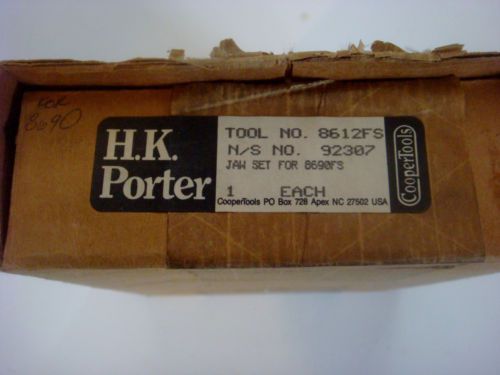 FOR
8690
H.K.
Porter
TOOL NO. 8612FS
N/S NO. 92307
JAW SET FOR 8690FS
1 EACH
CooperTools PO Box 728 Apex NC 27502 USA
CooperTools